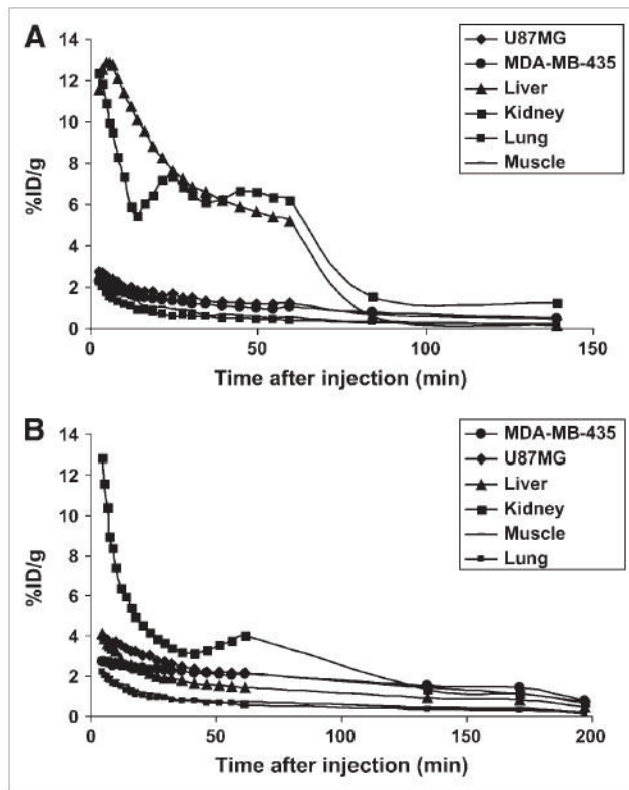 A
14
12
10
8
6
4
2
0
%ID/g
0 50 100 150
Time after injection (min)
U87MG
MDA-MB-435
Liver
Kidney
Lung
Muscle
B
14
12
10
8
6
4
2
0
%ID/g
0 50 100 150 200
Time after injection (min)
MDA-MB-435
U87MG
Liver
Kidney
Muscle
Lung